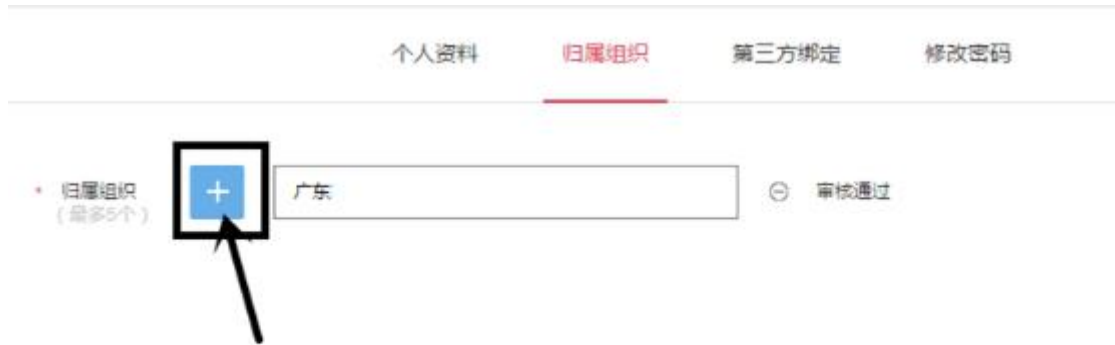 个人资料 归属组织 第三方绑定 修改密码
* 归属组织 + 广东 ⊖ 审核通过
(最多5个)